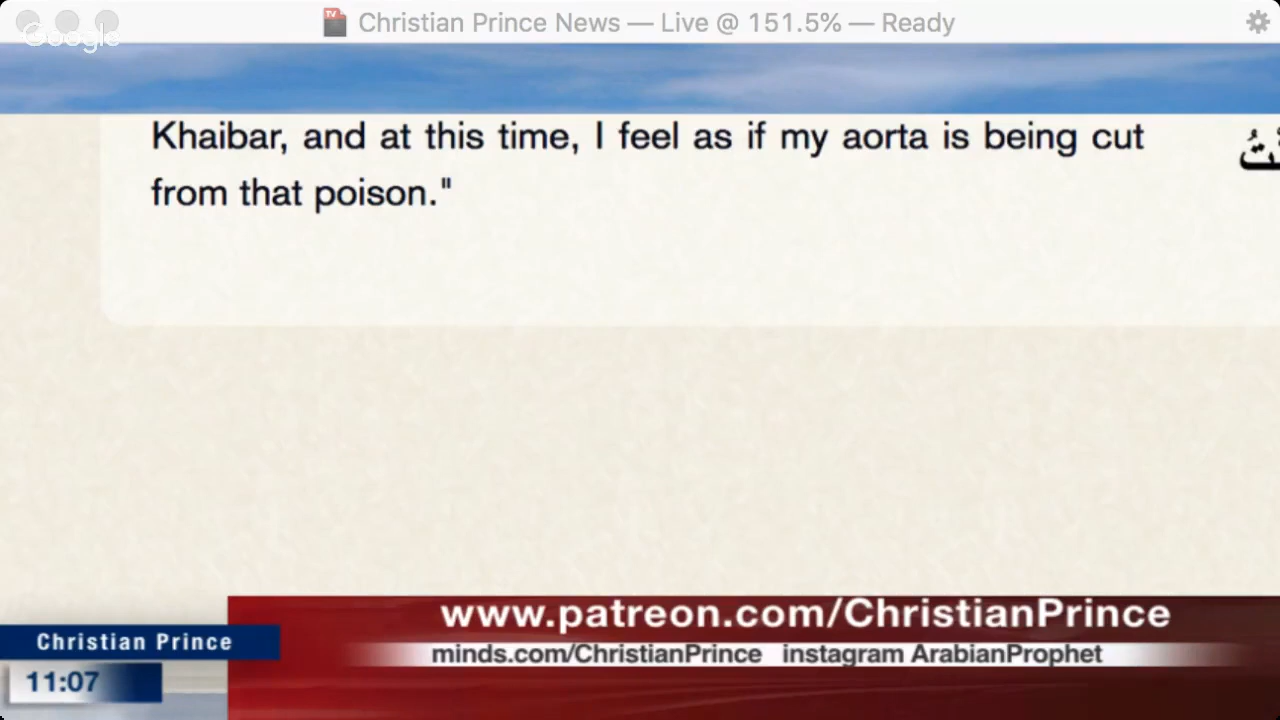 Christian Prince News — Live @ 151.5% — Ready
Google
Khaibar, and at this time, I feel as if my aorta is being cut
from that poison."
www.patreon.com/ChristianPrince
Christian Prince
minds.com/ChristianPrince instagram ArabianProphet
11:07